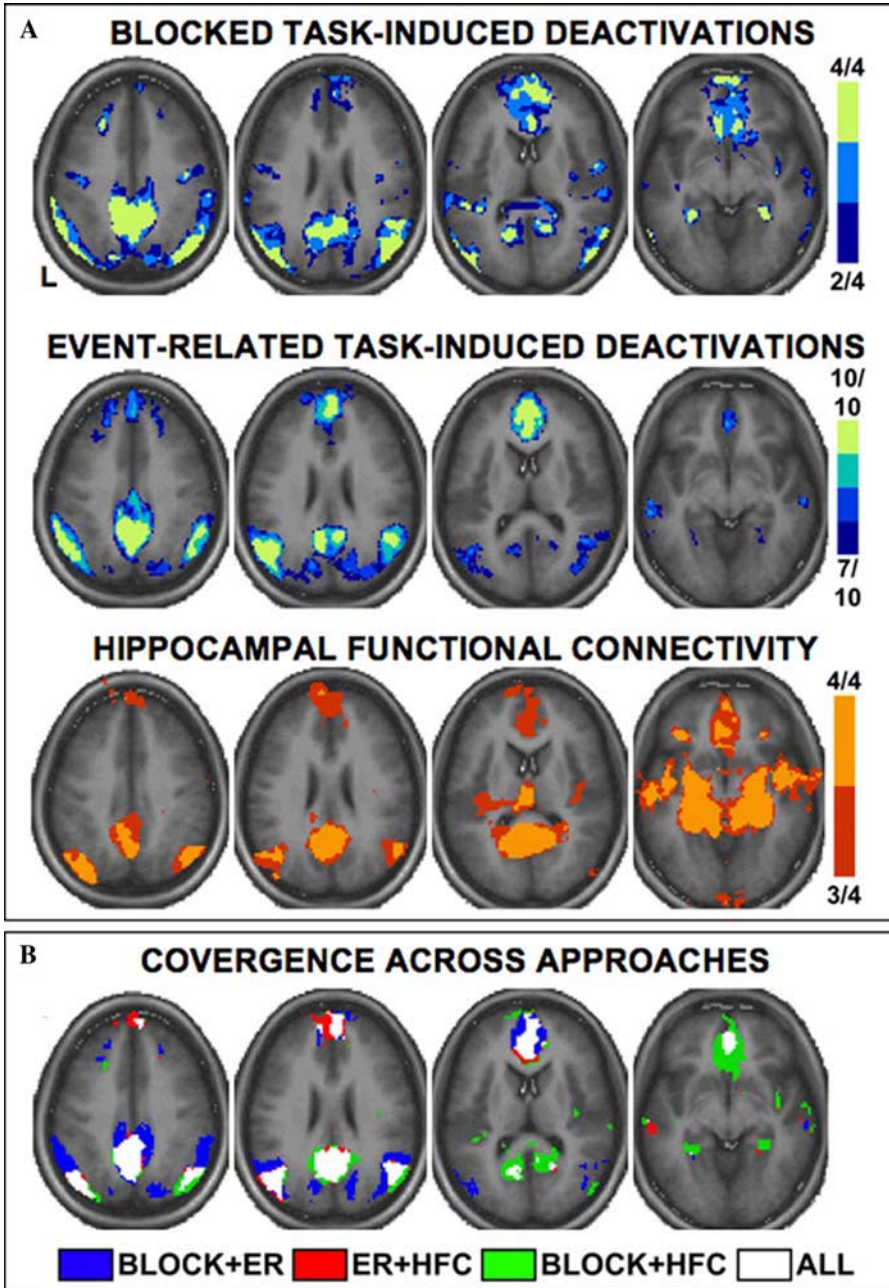 A
BLOCKED TASK-INDUCED DEACTIVATIONS
4/4
2/4
L
EVENT-RELATED TASK-INDUCED DEACTIVATIONS
10/
10
7/
10
HIPPOCAMPAL FUNCTIONAL CONNECTIVITY
4/4
3/4
B
COVERGENCE ACROSS APPROACHES
BLOCK+ER ER+HFC BLOCK+HFC ALL